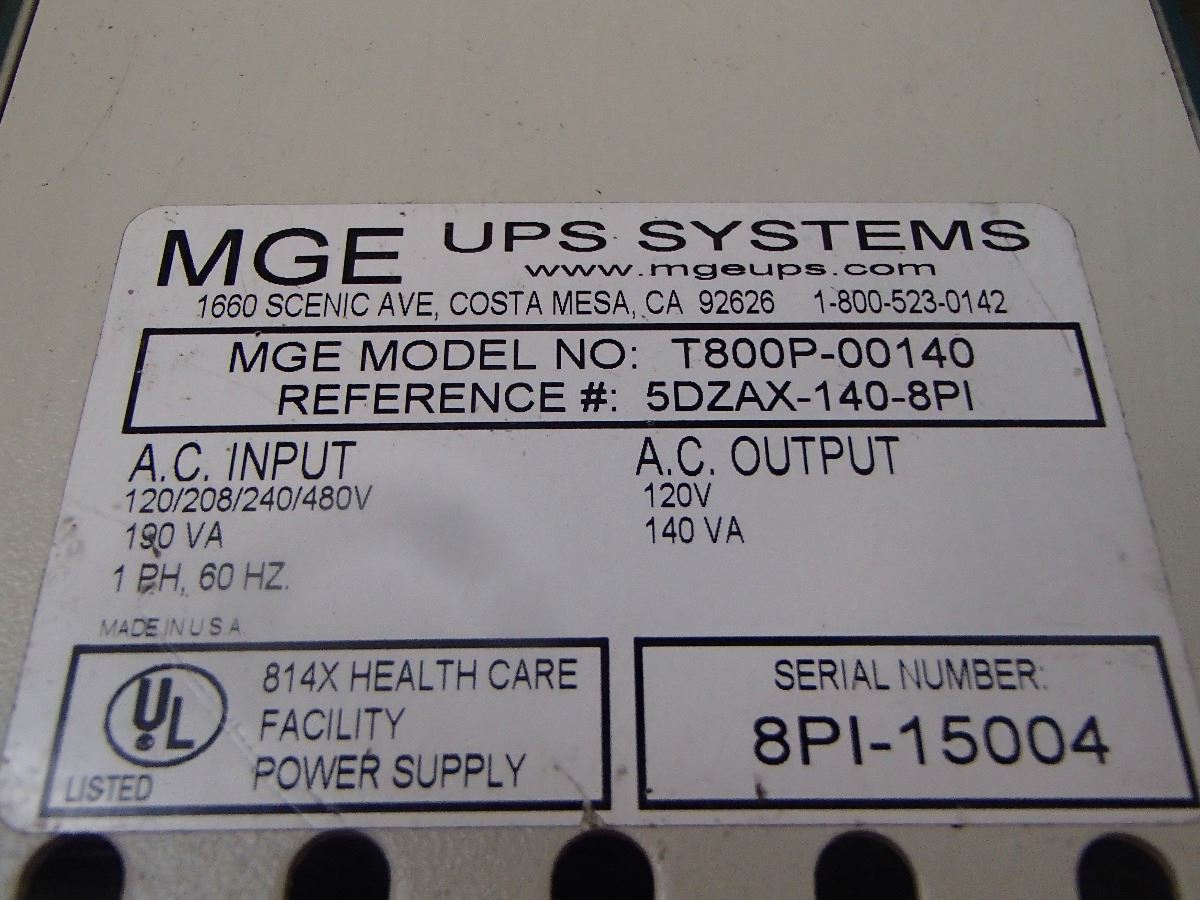 MGE UPS SYSTEMS
www.mgeups.com
1660 SCENIC AVE, COSTA MESA, CA 92626 1-800-523-0142
MGE MODEL NO: T800P-00140
REFERENCE #: 5DZAX-140-8PI
A.C. INPUT
120/208/240/480V
190 VA
1 PH, 60 HZ.
A.C. OUTPUT
120V
140 VA
MADE IN U S A
UL
LISTED
814X HEALTH CARE
FACILITY
POWER SUPPLY
SERIAL NUMBER:
8PI-15004